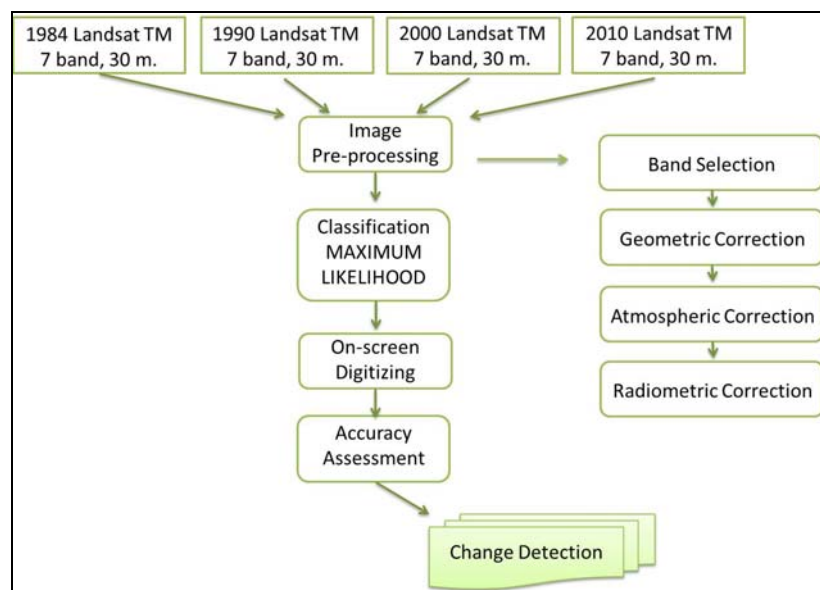 1984 Landsat TM
7 band, 30 m.
1990 Landsat TM
7 band, 30 m.
2000 Landsat TM
7 band, 30 m.
2010 Landsat TM
7 band, 30 m.
Image
Pre-processing
Classification
MAXIMUM
LIKELIHOOD
On-screen
Digitizing
Accuracy
Assessment
Band Selection
Geometric Correction
Atmospheric Correction
Radiometric Correction
Change Detection